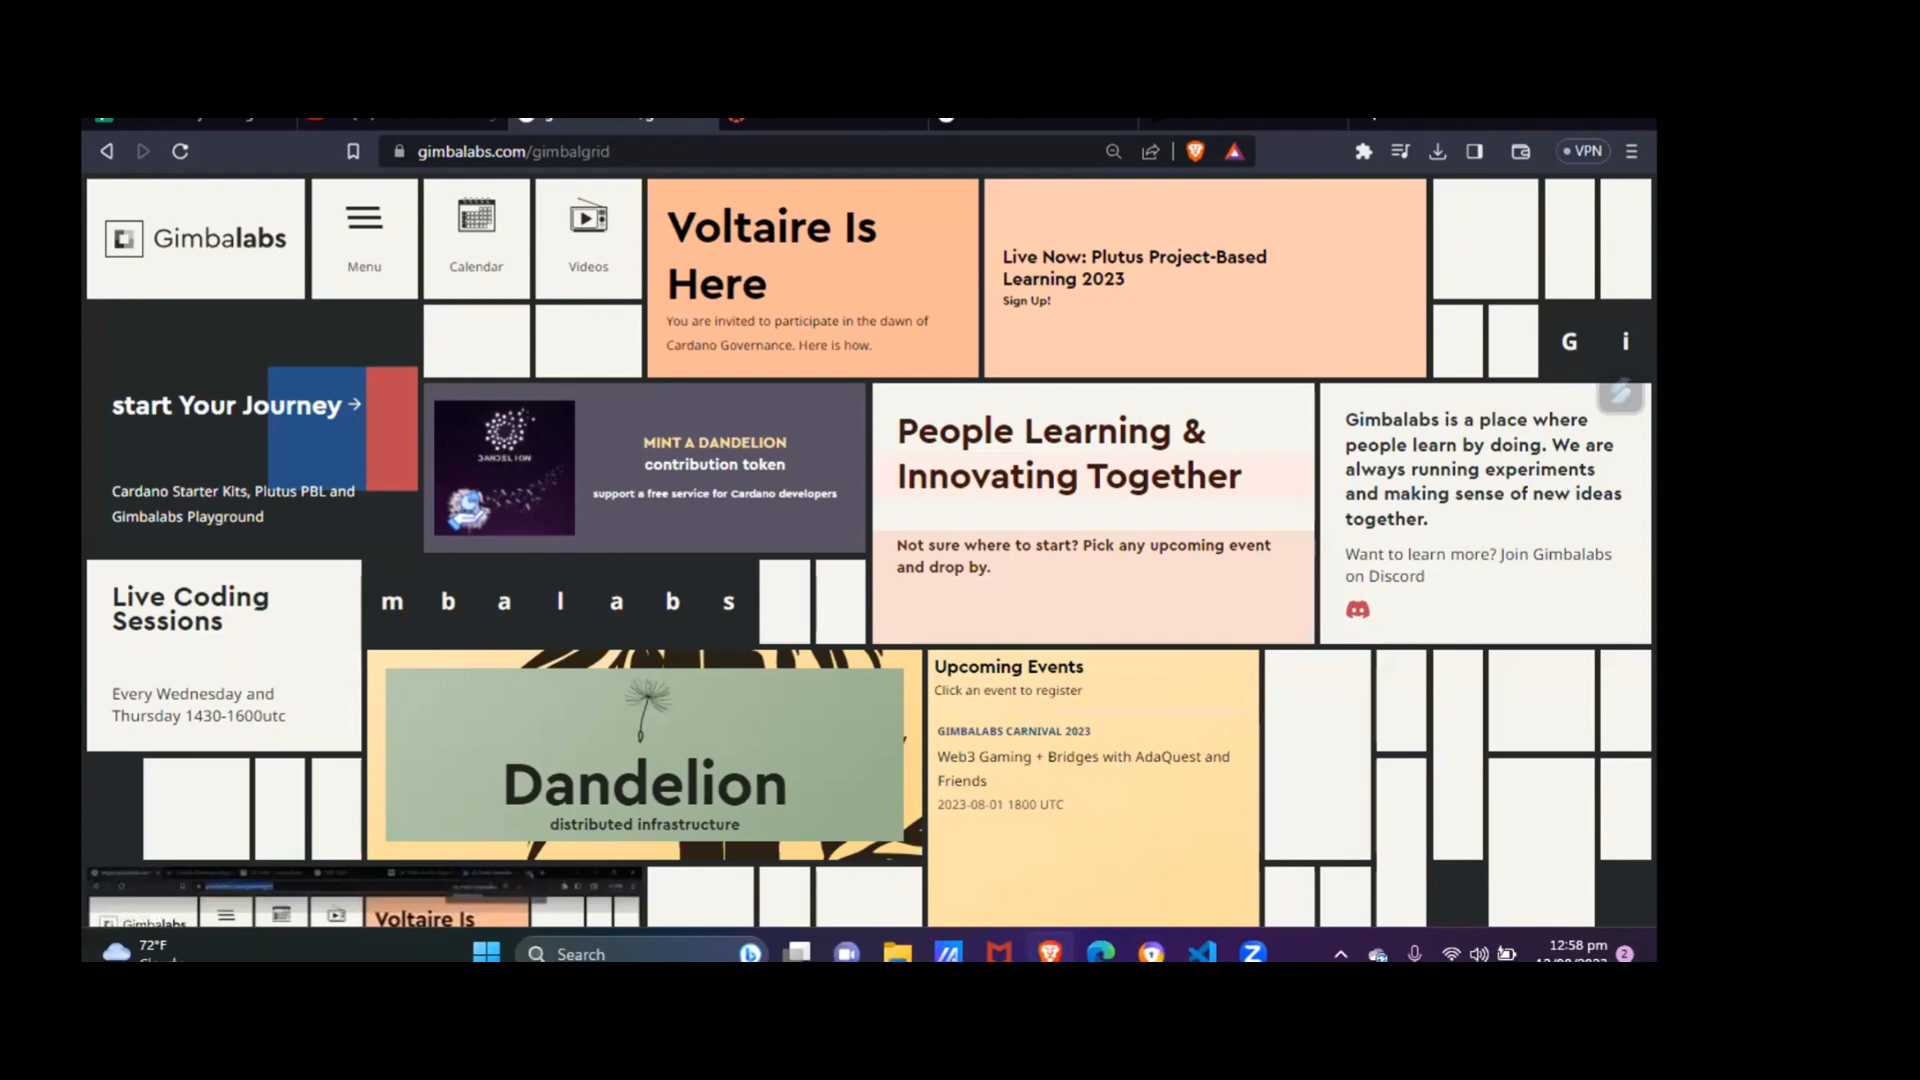 gimbalabs.com/gimbalgrid
VPN
Gimbalabs
Menu
Calendar
Videos
Voltaire Is
Here
You are invited to participate in the dawn of
Cardano Governance. Here is how.
Live Now: Plutus Project-Based
Learning 2023
Sign Up!
G i
start Your Journey →
Cardano Starter Kits, Plutus PBL and
Gimbalabs Playground
DANDELION
MINT A DANDELION
contribution token
support a free service for Cardano developers
People Learning &
Innovating Together
Not sure where to start? Pick any upcoming event
and drop by.
Gimbalabs is a place where
people learn by doing. We are
always running experiments
and making sense of new ideas
together.
Want to learn more? Join Gimbalabs
on Discord
Live Coding
Sessions
Every Wednesday and
Thursday 1430-1600utc
m b a l a b s
Dandelion
distributed infrastructure
Upcoming Events
Click an event to register
GIMBALABS CARNIVAL 2023
Web3 Gaming + Bridges with AdaQuest and
Friends
2023-08-01 1800 UTC
Gimbalabs
Voltaire Is
72°F
Cloudy
Search
12:58 pm
2